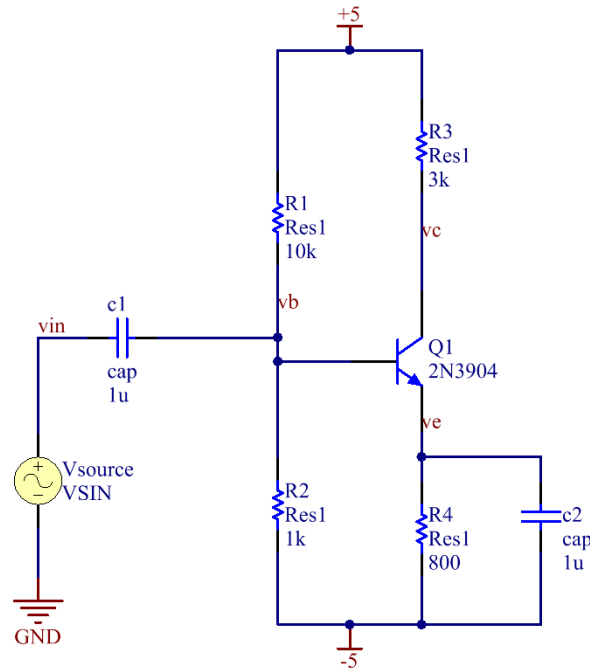 +5
R3
Res1
3k
R1
Res1
10k
vc
c1
vb
vin
cap
1u
Q1
2N3904
ve
+
Vsource
VSIN
−
R2
Res1
1k
R4
Res1
800
c2
cap
1u
GND
-5